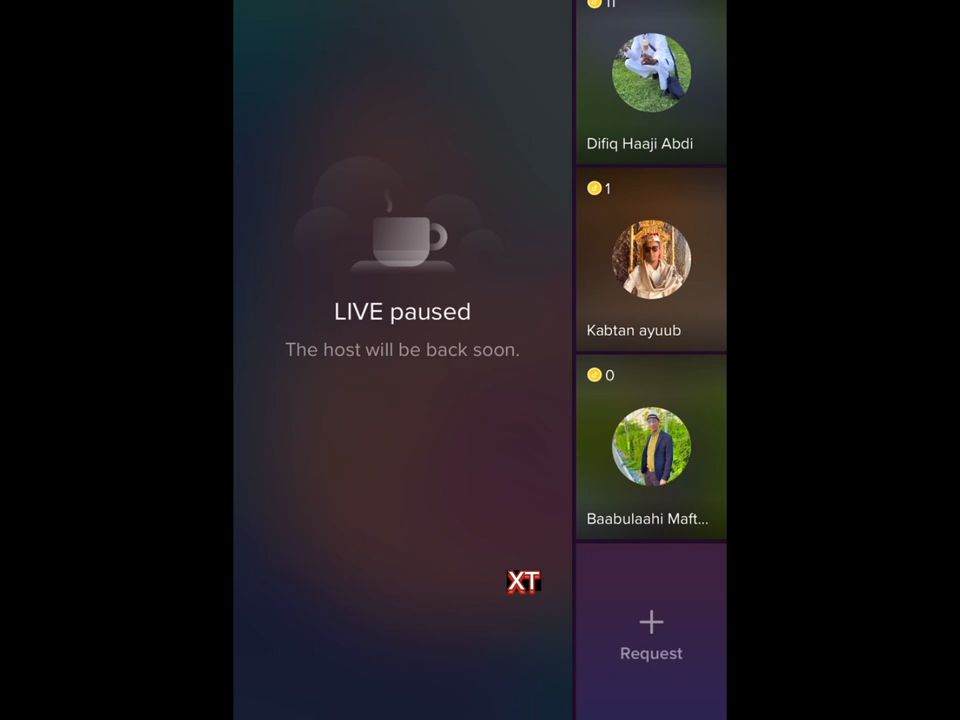 11
Difiq Haaji Abdi
1
Kabtan ayuub
LIVE paused
The host will be back soon.
0
Baabulaahi Maft...
XT
Request